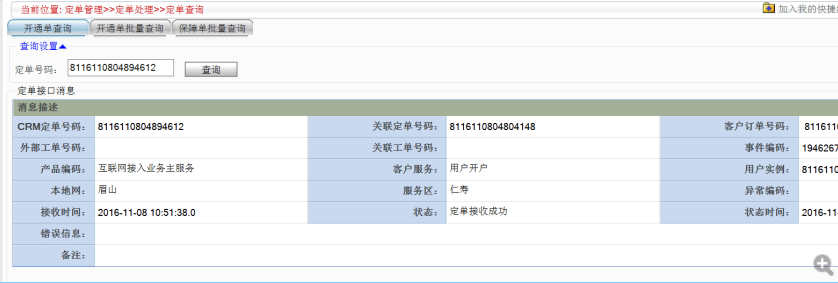 当前位置: 定单管理>>定单处理>>定单查询 加入我的快捷
开通单查询 开通单批量查询 保障单批量查询
查询设置▲
定单号码: 8116110804894612 查询
定单接口消息
消息描述
CRM定单号码: 8116110804894612 关联定单号码: 8116110804804148 客户订单号码: 811611
外部工单号码: 关联工单号码: 事件编码: 1946267
产品编码: 互联网接入业务主服务 客户服务: 用户开户 用户实例: 8116110
本地网: 眉山 服务区: 仁寿 异常编码:
接收时间: 2016-11-08 10:51:38.0 状态: 定单接收成功 状态时间: 2016-11
错误信息:
备注: